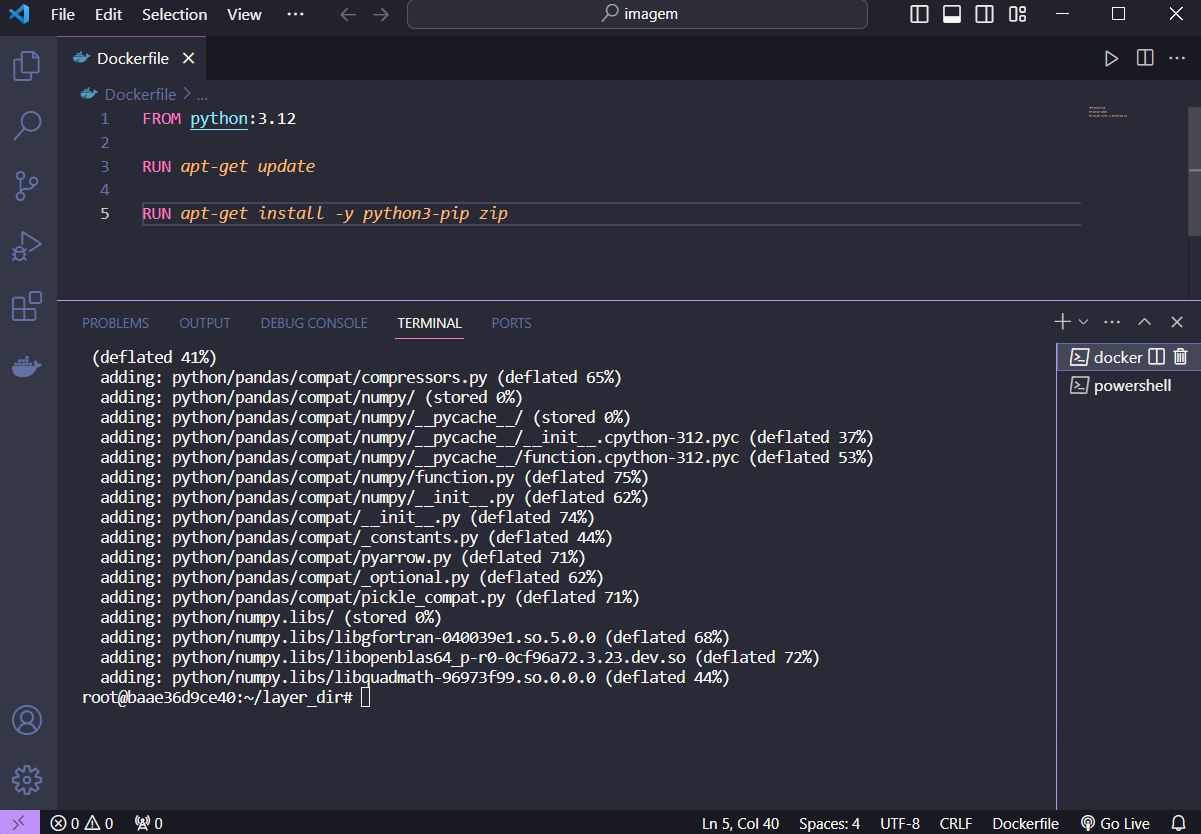 File Edit Selection View ··· imagem
Dockerfile
Dockerfile > ...
1 FROM python:3.12
2
3 RUN apt-get update
4
5 RUN apt-get install -y python3-pip zip
PROBLEMS OUTPUT DEBUG CONSOLE TERMINAL PORTS
(deflated 41%)
adding: python/pandas/compat/compressors.py (deflated 65%)
adding: python/pandas/compat/numpy/ (stored 0%)
adding: python/pandas/compat/numpy/__pycache__/ (stored 0%)
adding: python/pandas/compat/numpy/__pycache__/__init__.cpython-312.pyc (deflated 37%)
adding: python/pandas/compat/numpy/__pycache__/function.cpython-312.pyc (deflated 53%)
adding: python/pandas/compat/numpy/function.py (deflated 75%)
adding: python/pandas/compat/numpy/__init__.py (deflated 62%)
adding: python/pandas/compat/__init__.py (deflated 74%)
adding: python/pandas/compat/_constants.py (deflated 44%)
adding: python/pandas/compat/pyarrow.py (deflated 71%)
adding: python/pandas/compat/_optional.py (deflated 62%)
adding: python/pandas/compat/pickle_compat.py (deflated 71%)
adding: python/numpy.libs/ (stored 0%)
adding: python/numpy.libs/libgfortran-040039e1.so.5.0.0 (deflated 68%)
adding: python/numpy.libs/libopenblas64_p-r0-0cf96a72.3.23.dev.so (deflated 72%)
adding: python/numpy.libs/libquadmath-96973f99.so.0.0.0 (deflated 44%)
root@baae36d9ce40:~/layer_dir#
docker
powershell
0 0 0 Ln 5, Col 40 Spaces: 4 UTF-8 CRLF Dockerfile Go Live